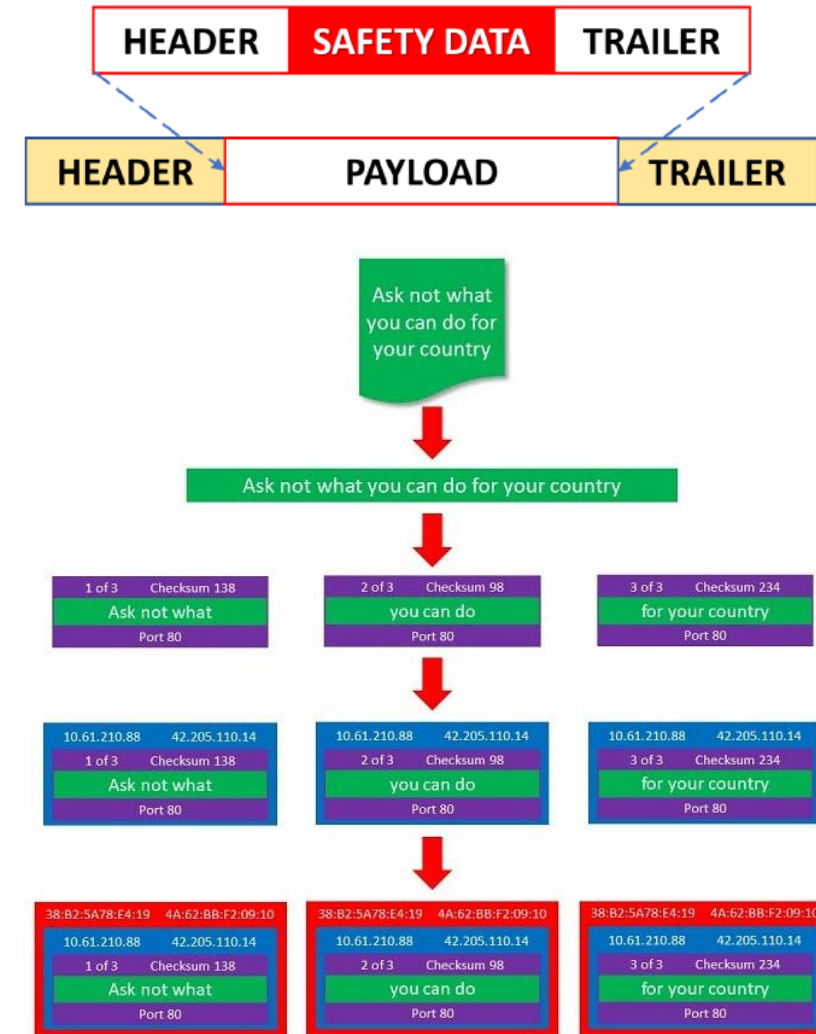 HEADER SAFETY DATA TRAILER
HEADER PAYLOAD TRAILER
Ask not what
you can do for
your country
Ask not what you can do for your country
1 of 3 Checksum 138
Ask not what
Port 80
2 of 3 Checksum 98
you can do
Port 80
3 of 3 Checksum 234
for your country
Port 80
10.61.210.88 42.205.110.14
1 of 3 Checksum 138
Ask not what
Port 80
10.61.210.88 42.205.110.14
2 of 3 Checksum 98
you can do
Port 80
10.61.210.88 42.205.110.14
3 of 3 Checksum 234
for your country
Port 80
38:B2:5A78:E4:19 4A:62:BB:F2:09:10
10.61.210.88 42.205.110.14
1 of 3 Checksum 138
Ask not what
Port 80
38:B2:5A78:E4:19 4A:62:BB:F2:09:10
10.61.210.88 42.205.110.14
2 of 3 Checksum 98
you can do
Port 80
38:B2:5A78:E4:19 4A:62:BB:F2:09:10
10.61.210.88 42.205.110.14
3 of 3 Checksum 234
for your country
Port 80